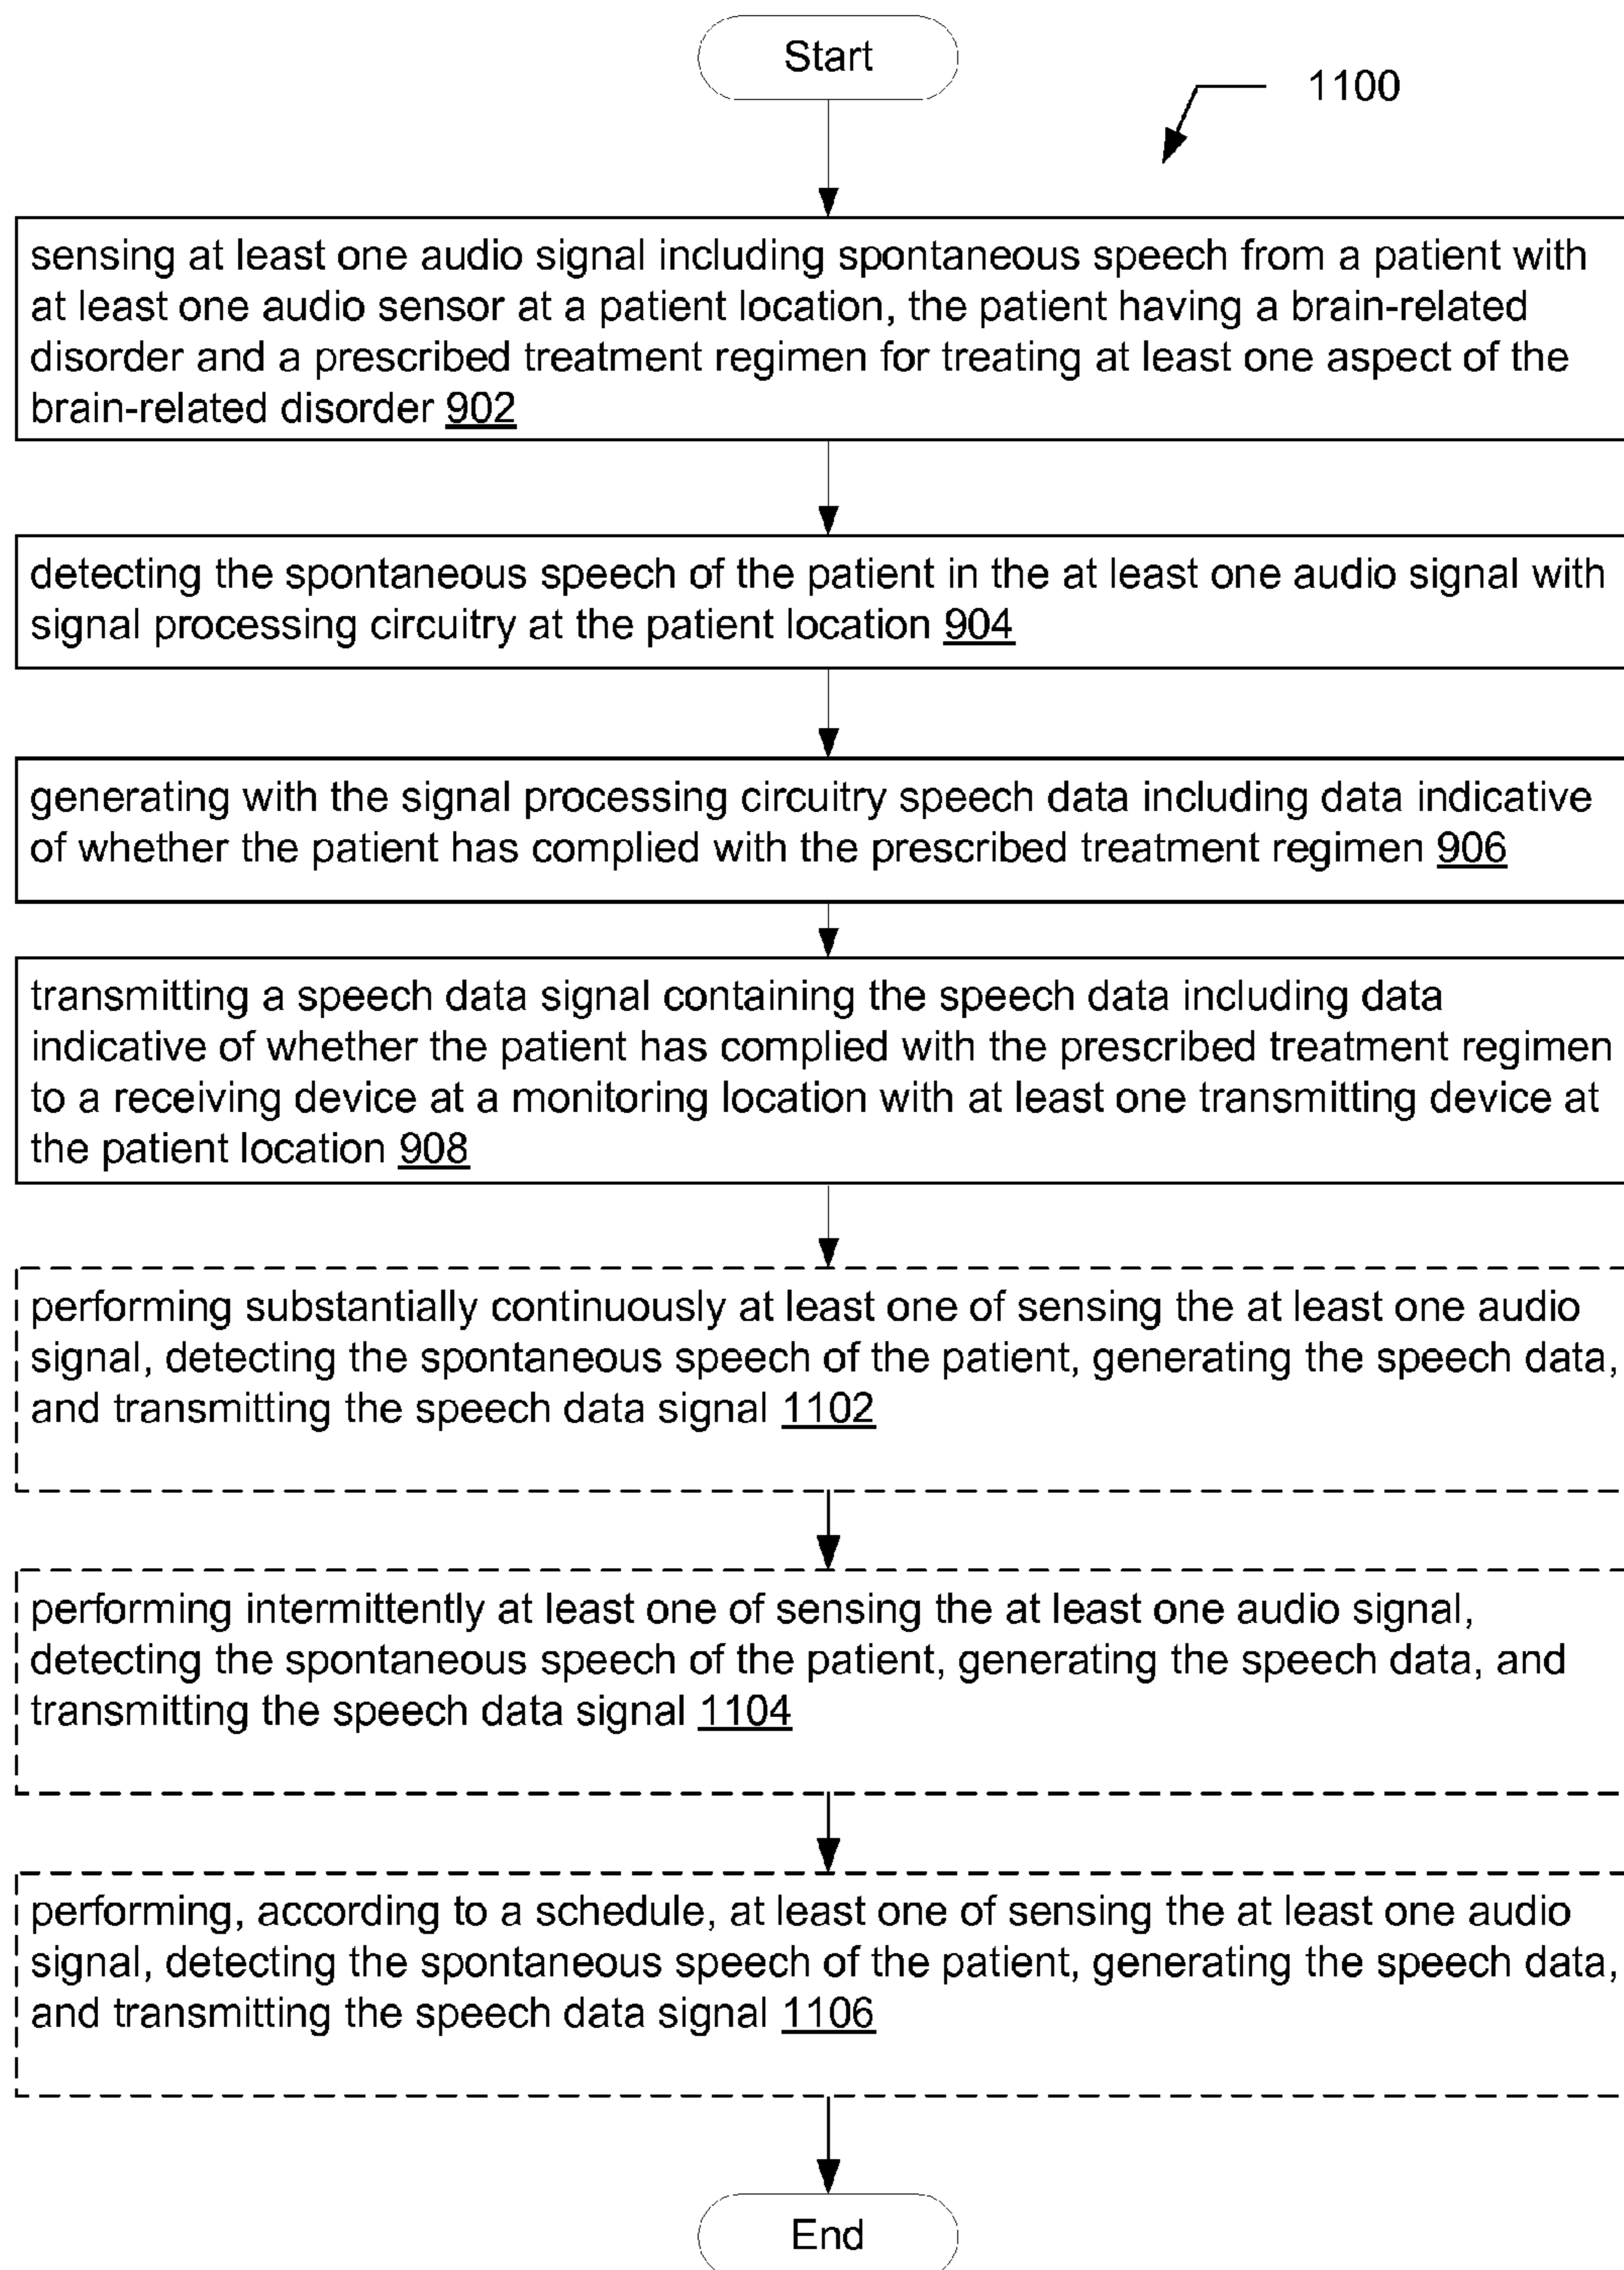 Start
1100
sensing at least one audio signal including spontaneous speech from a patient with
at least one audio sensor at a patient location, the patient having a brain-related
disorder and a prescribed treatment regimen for treating at least one aspect of the
brain-related disorder 902
detecting the spontaneous speech of the patient in the at least one audio signal with
signal processing circuitry at the patient location 904
generating with the signal processing circuitry speech data including data indicative
of whether the patient has complied with the prescribed treatment regimen 906
transmitting a speech data signal containing the speech data including data
indicative of whether the patient has complied with the prescribed treatment regimen
to a receiving device at a monitoring location with at least one transmitting device at
the patient location 908
performing substantially continuously at least one of sensing the at least one audio
signal, detecting the spontaneous speech of the patient, generating the speech data,
and transmitting the speech data signal 1102
performing intermittently at least one of sensing the at least one audio signal,
detecting the spontaneous speech of the patient, generating the speech data, and
transmitting the speech data signal 1104
performing, according to a schedule, at least one of sensing the at least one audio
signal, detecting the spontaneous speech of the patient, generating the speech data,
and transmitting the speech data signal 1106
End